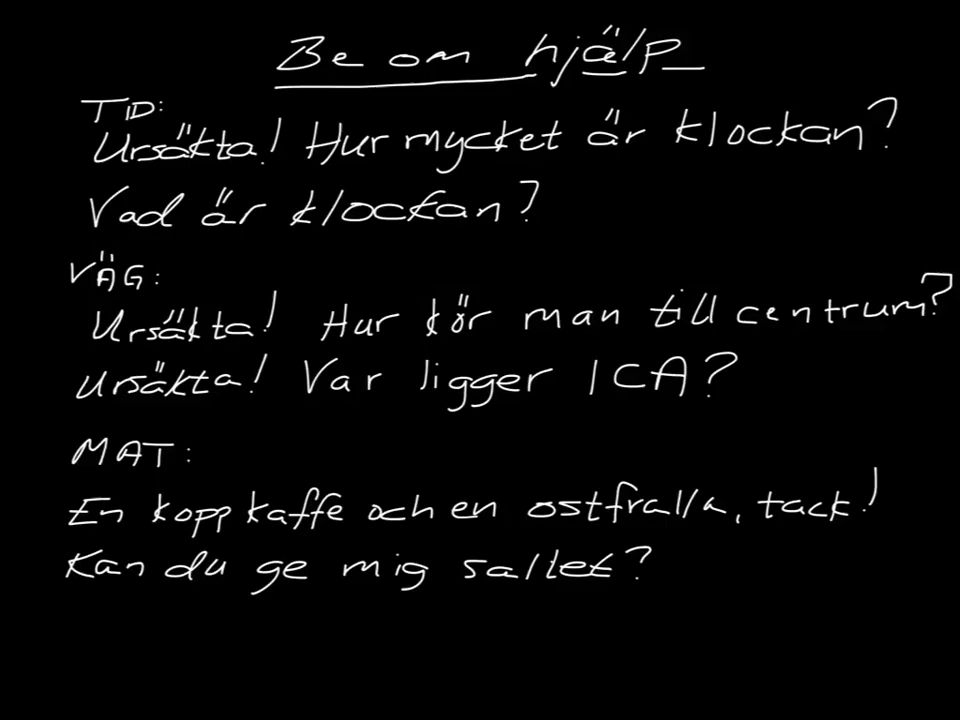 Be om hjälp
TID:
Ursäkta! Hur mycket är klockan?
Vad är klockan?
VÄG:
Ursäkta! Hur kör man till centrum?
Ursäkta! Var ligger ICA?
MAT:
En kopp kaffe och en ostfralla, tack!
Kan du ge mig saltet?